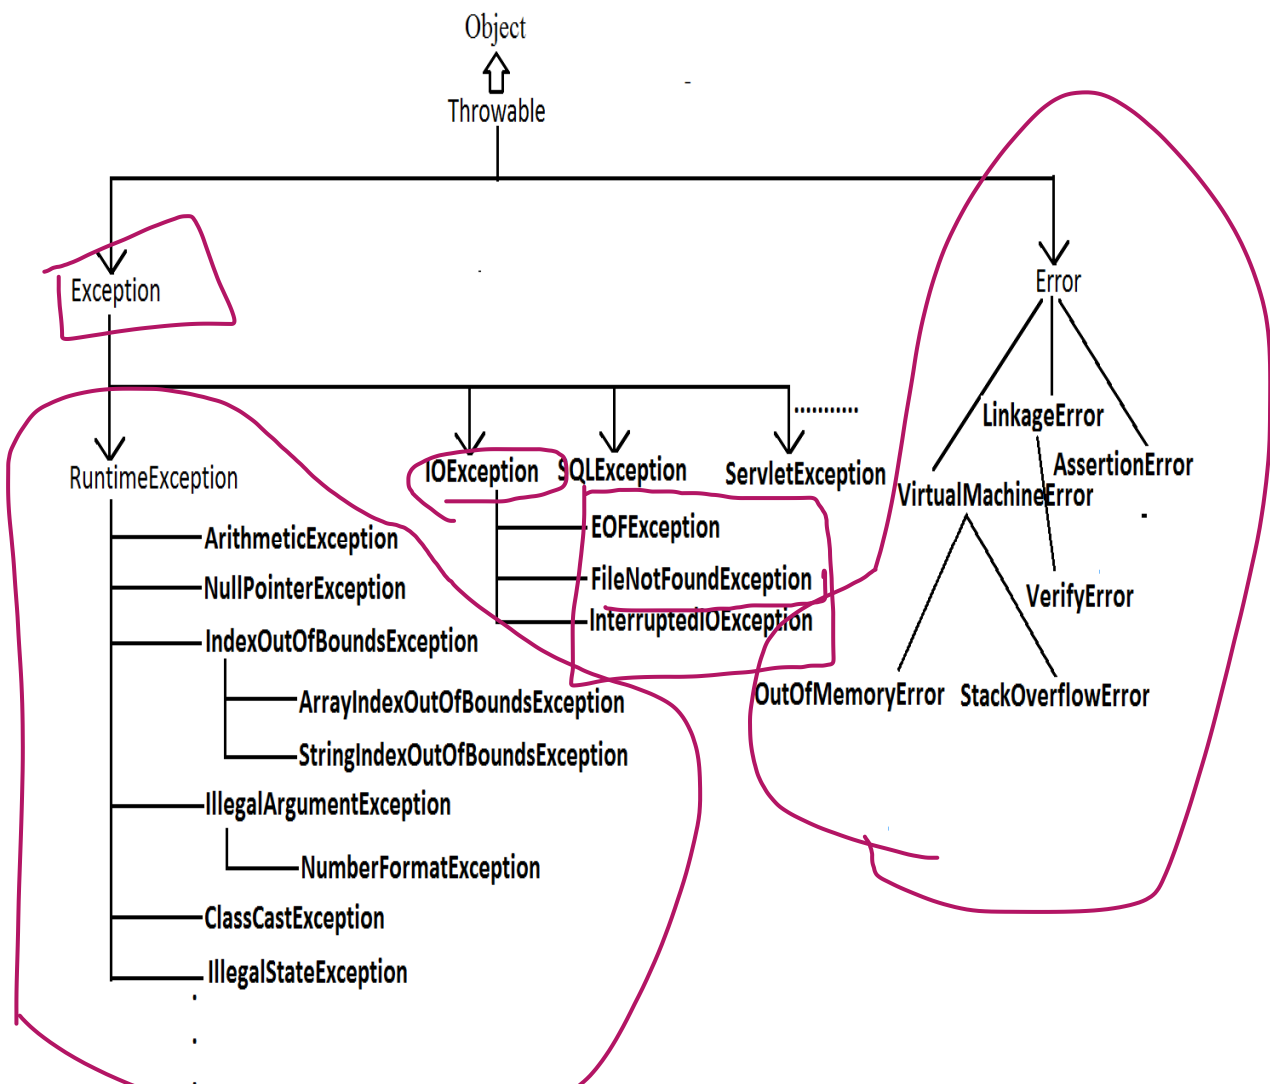 Object
Throwable
Exception
Error
RuntimeException
IOException
SQLException
ServletException
...........
EOFException
FileNotFoundException
InterruptedIOException
ArithmeticException
NullPointerException
IndexOutOfBoundsException
ArrayIndexOutOfBoundsException
StringIndexOutOfBoundsException
IllegalArgumentException
NumberFormatException
ClassCastException
IllegalStateException
LinkageError
AssertionError
VirtualMachineError
VerifyError
OutOfMemoryError
StackOverflowError